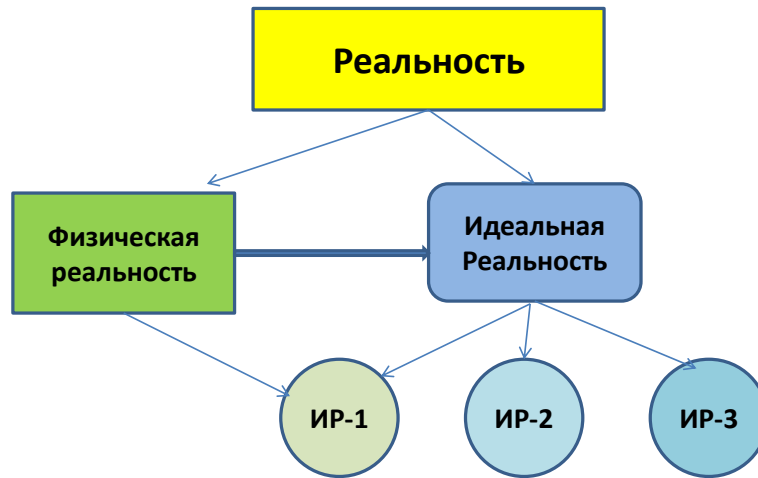 Реальность
Физическая
реальность
Идеальная
Реальность
ИР-1
ИР-2
ИР-3